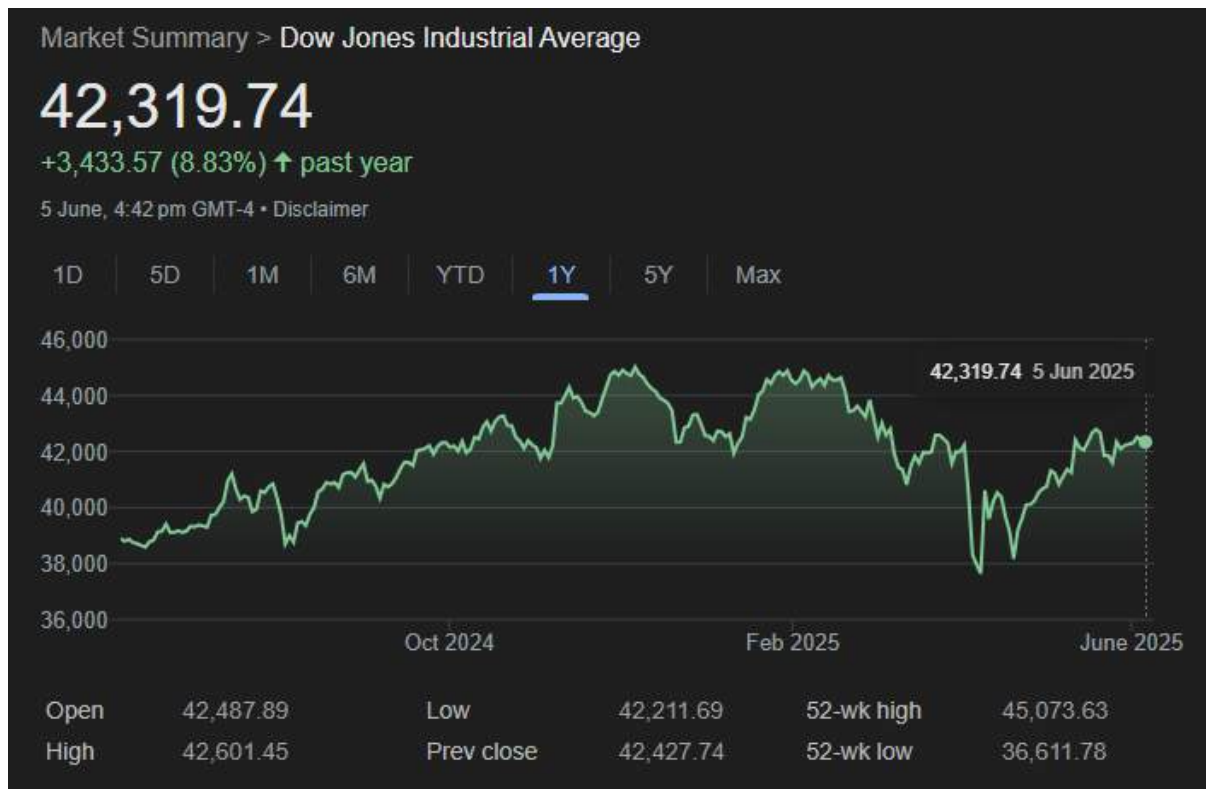 Market Summary > Dow Jones Industrial Average
42,319.74
+3,433.57 (8.83%) ↑ past year
5 June, 4:42 pm GMT-4 • Disclaimer
1D 5D 1M 6M YTD 1Y 5Y Max
46,000
42,319.74 5 Jun 2025
44,000
42,000
40,000
38,000
36,000
Oct 2024 Feb 2025 June 2025
Open 42,487.89 Low 42,211.69 52-wk high 45,073.63
High 42,601.45 Prev close 42,427.74 52-wk low 36,611.78